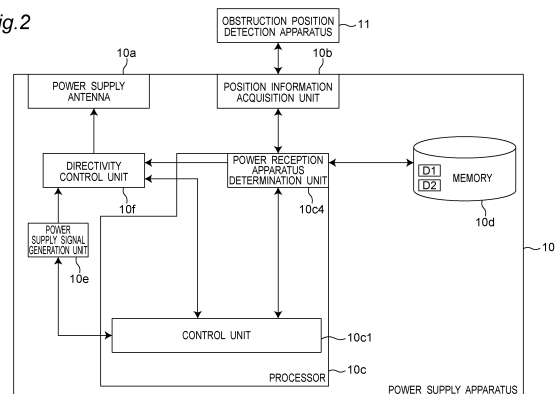 ig.2
OBSTRUCTION POSITION
DETECTION APPARATUS
11
10a
10b
POWER SUPPLY
ANTENNA
POSITION INFORMATION
ACQUISITION UNIT
DIRECTIVITY
CONTROL UNIT
10f
POWER RECEPTION
APPARATUS
DETERMINATION UNIT
10c4
D1
D2
MEMORY
10d
POWER
SUPPLY SIGNAL
GENERATION UNIT
10e
10
CONTROL UNIT
10c1
PROCESSOR
10c
POWER SUPPLY APPARATUS